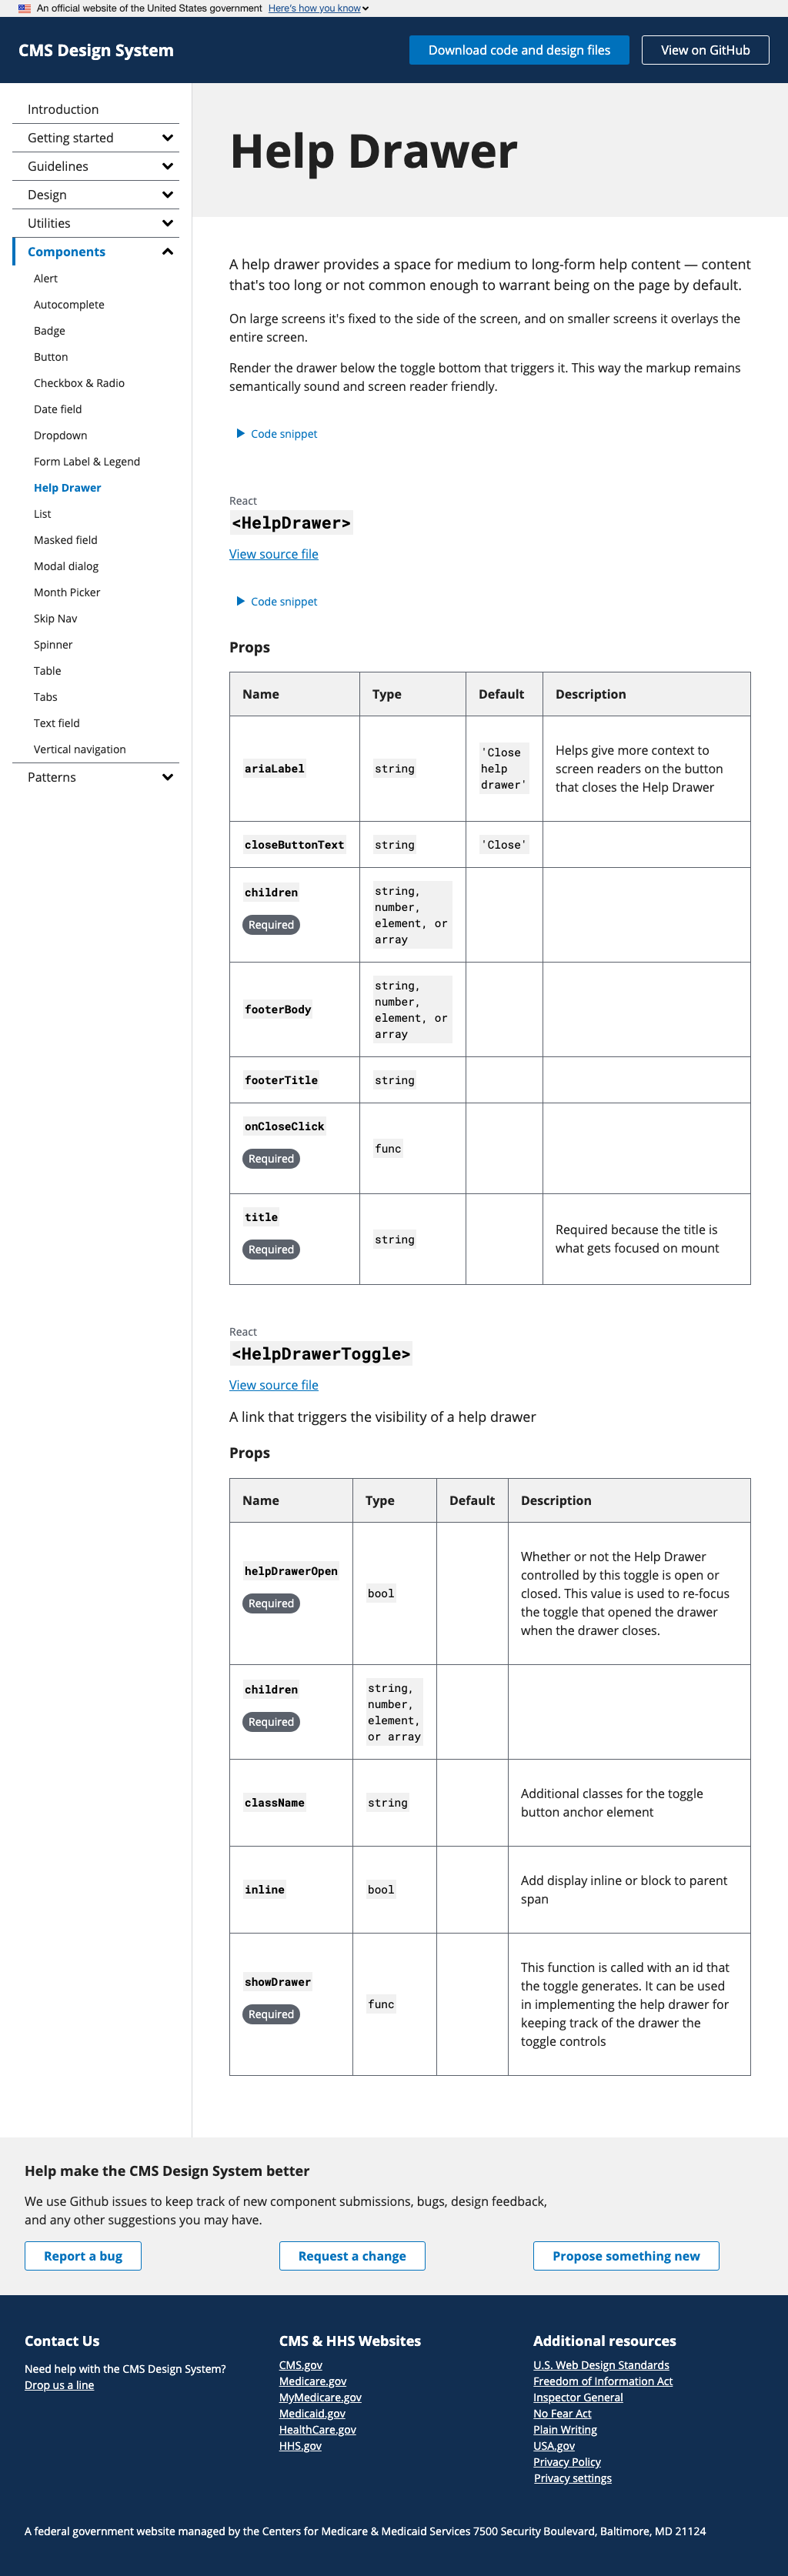 An official website of the United States government Here's how you know
CMS Design System
Download code and design files
View on GitHub
Introduction
Getting started
Guidelines
Design
Utilities
Components
Alert
Autocomplete
Badge
Button
Checkbox & Radio
Date field
Dropdown
Form Label & Legend
Help Drawer
List
Masked field
Modal dialog
Month Picker
Skip Nav
Spinner
Table
Tabs
Text field
Vertical navigation
Patterns
Help Drawer
A help drawer provides a space for medium to long-form help content — content
that's too long or not common enough to warrant being on the page by default.
On large screens it's fixed to the side of the screen, and on smaller screens it overlays the
entire screen.
Render the drawer below the toggle bottom that triggers it. This way the markup remains
semantically sound and screen reader friendly.
Code snippet
React
<HelpDrawer>
View source file
Code snippet
Props
Name Type Default Description
ariaLabel
string
'Close
help
drawer'
Helps give more context to
screen readers on the button
that closes the Help Drawer
closeButtonText
string
'Close'
children
Required
string,
number,
element, or
array
footerBody
string,
number,
element, or
array
footerTitle
string
onCloseClick
Required
func
title
Required
string
Required because the title is
what gets focused on mount
React
<HelpDrawerToggle>
View source file
A link that triggers the visibility of a help drawer
Props
Name Type Default Description
helpDrawerOpen
Required
bool
Whether or not the Help Drawer
controlled by this toggle is open or
closed. This value is used to re-focus
the toggle that opened the drawer
when the drawer closes.
children
Required
string,
number,
element,
or array
className
string
Additional classes for the toggle
button anchor element
inline
bool
Add display inline or block to parent
span
showDrawer
Required
func
This function is called with an id that
the toggle generates. It can be used
in implementing the help drawer for
keeping track of the drawer the
toggle controls
Help make the CMS Design System better
We use Github issues to keep track of new component submissions, bugs, design feedback,
and any other suggestions you may have.
Report a bug
Request a change
Propose something new
Contact Us
Need help with the CMS Design System?
Drop us a line
CMS & HHS Websites
CMS.gov
Medicare.gov
MyMedicare.gov
Medicaid.gov
HealthCare.gov
HHS.gov
Additional resources
U.S. Web Design Standards
Freedom of Information Act
Inspector General
No Fear Act
Plain Writing
USA.gov
Privacy Policy
Privacy settings
A federal government website managed by the Centers for Medicare & Medicaid Services 7500 Security Boulevard, Baltimore, MD 21124